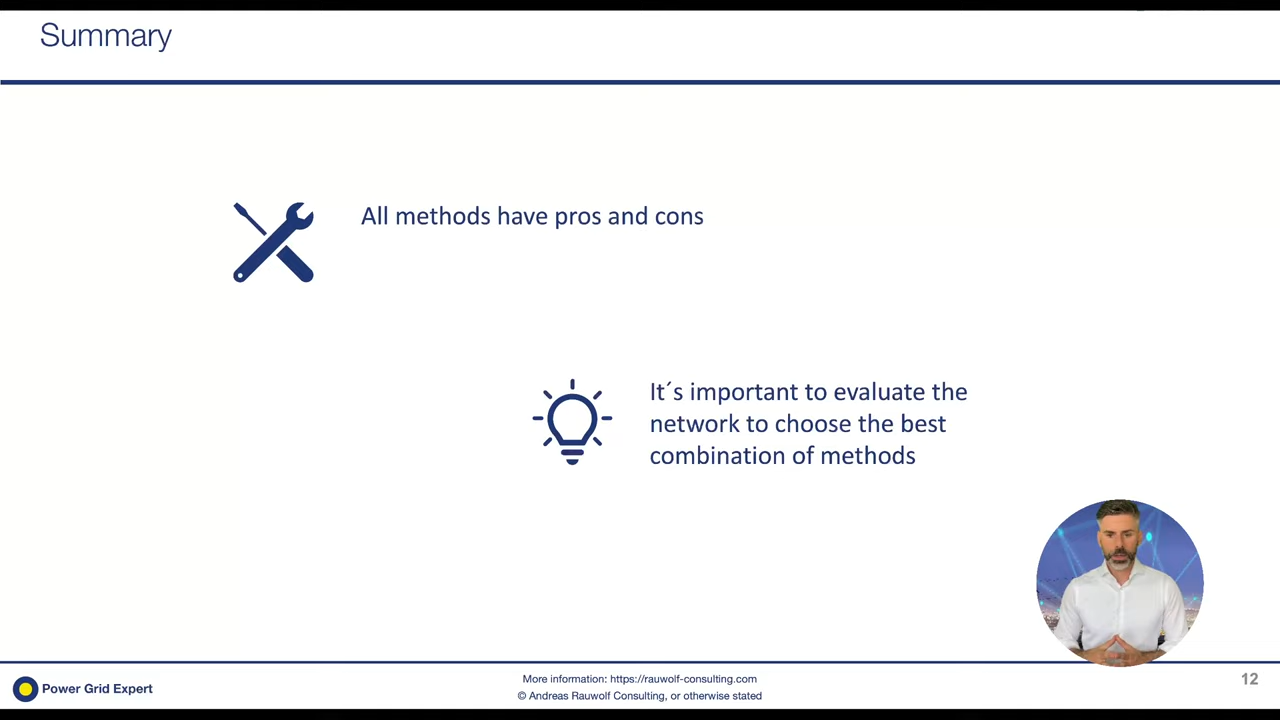 Summary
All methods have pros and cons
It´s important to evaluate the
network to choose the best
combination of methods
Power Grid Expert
More information: https://rauwolf-consulting.com
© Andreas Rauwolf Consulting, or otherwise stated
12